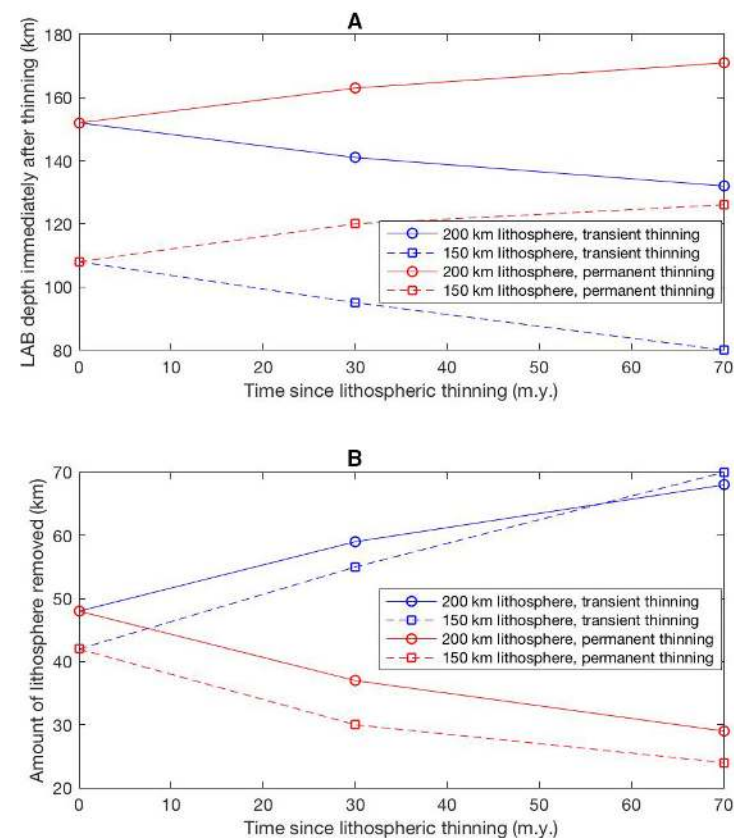 A
LAB depth immediately after thinning (km)
180
160
140
120
100
80
200 km lithosphere, transient thinning
150 km lithosphere, transient thinning
200 km lithosphere, permanent thinning
150 km lithosphere, permanent thinning
0 10 20 30 40 50 60 70
Time since lithospheric thinning (m.y.)
B
Amount of lithosphere removed (km)
70
60
50
40
30
20
200 km lithosphere, transient thinning
150 km lithosphere, transient thinning
200 km lithosphere, permanent thinning
150 km lithosphere, permanent thinning
0 10 20 30 40 50 60 70
Time since lithospheric thinning (m.y.)